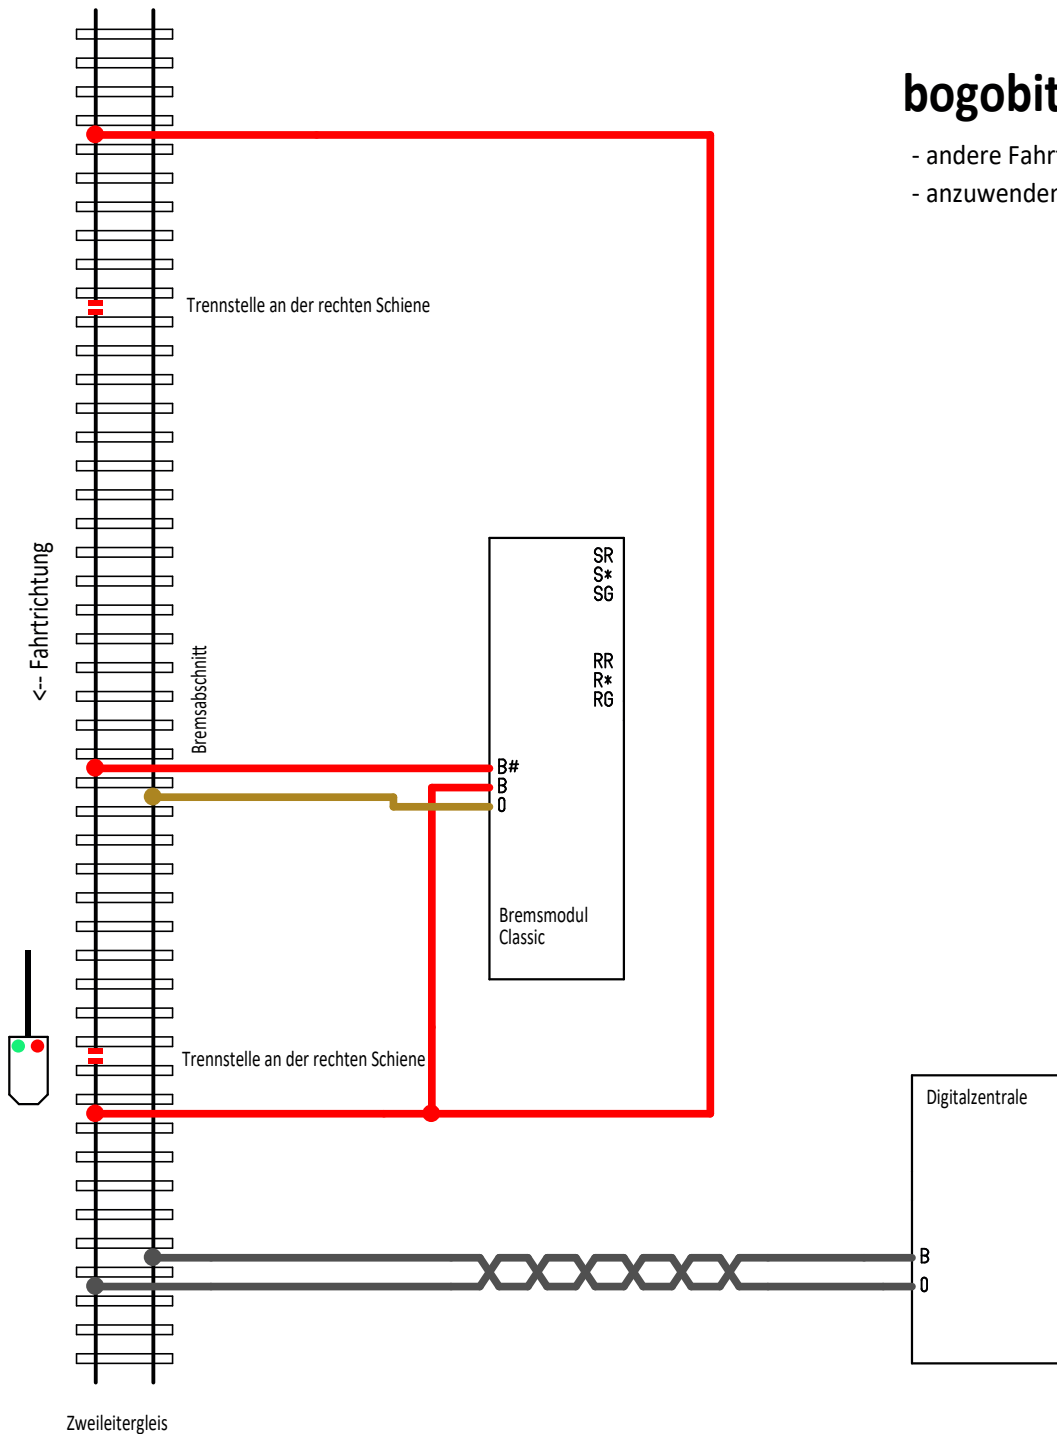 bogobit
- andere Fahr
- anzuwenden
Trennstelle an der rechten Schiene
<-- Fahrtrichtung
Bremsabschnitt
SR
S*
SG
RR
R*
RG
B#
B
0
Bremsmodul
Classic
Trennstelle an der rechten Schiene
Digitalzentrale
B
0
Zweileitergleis